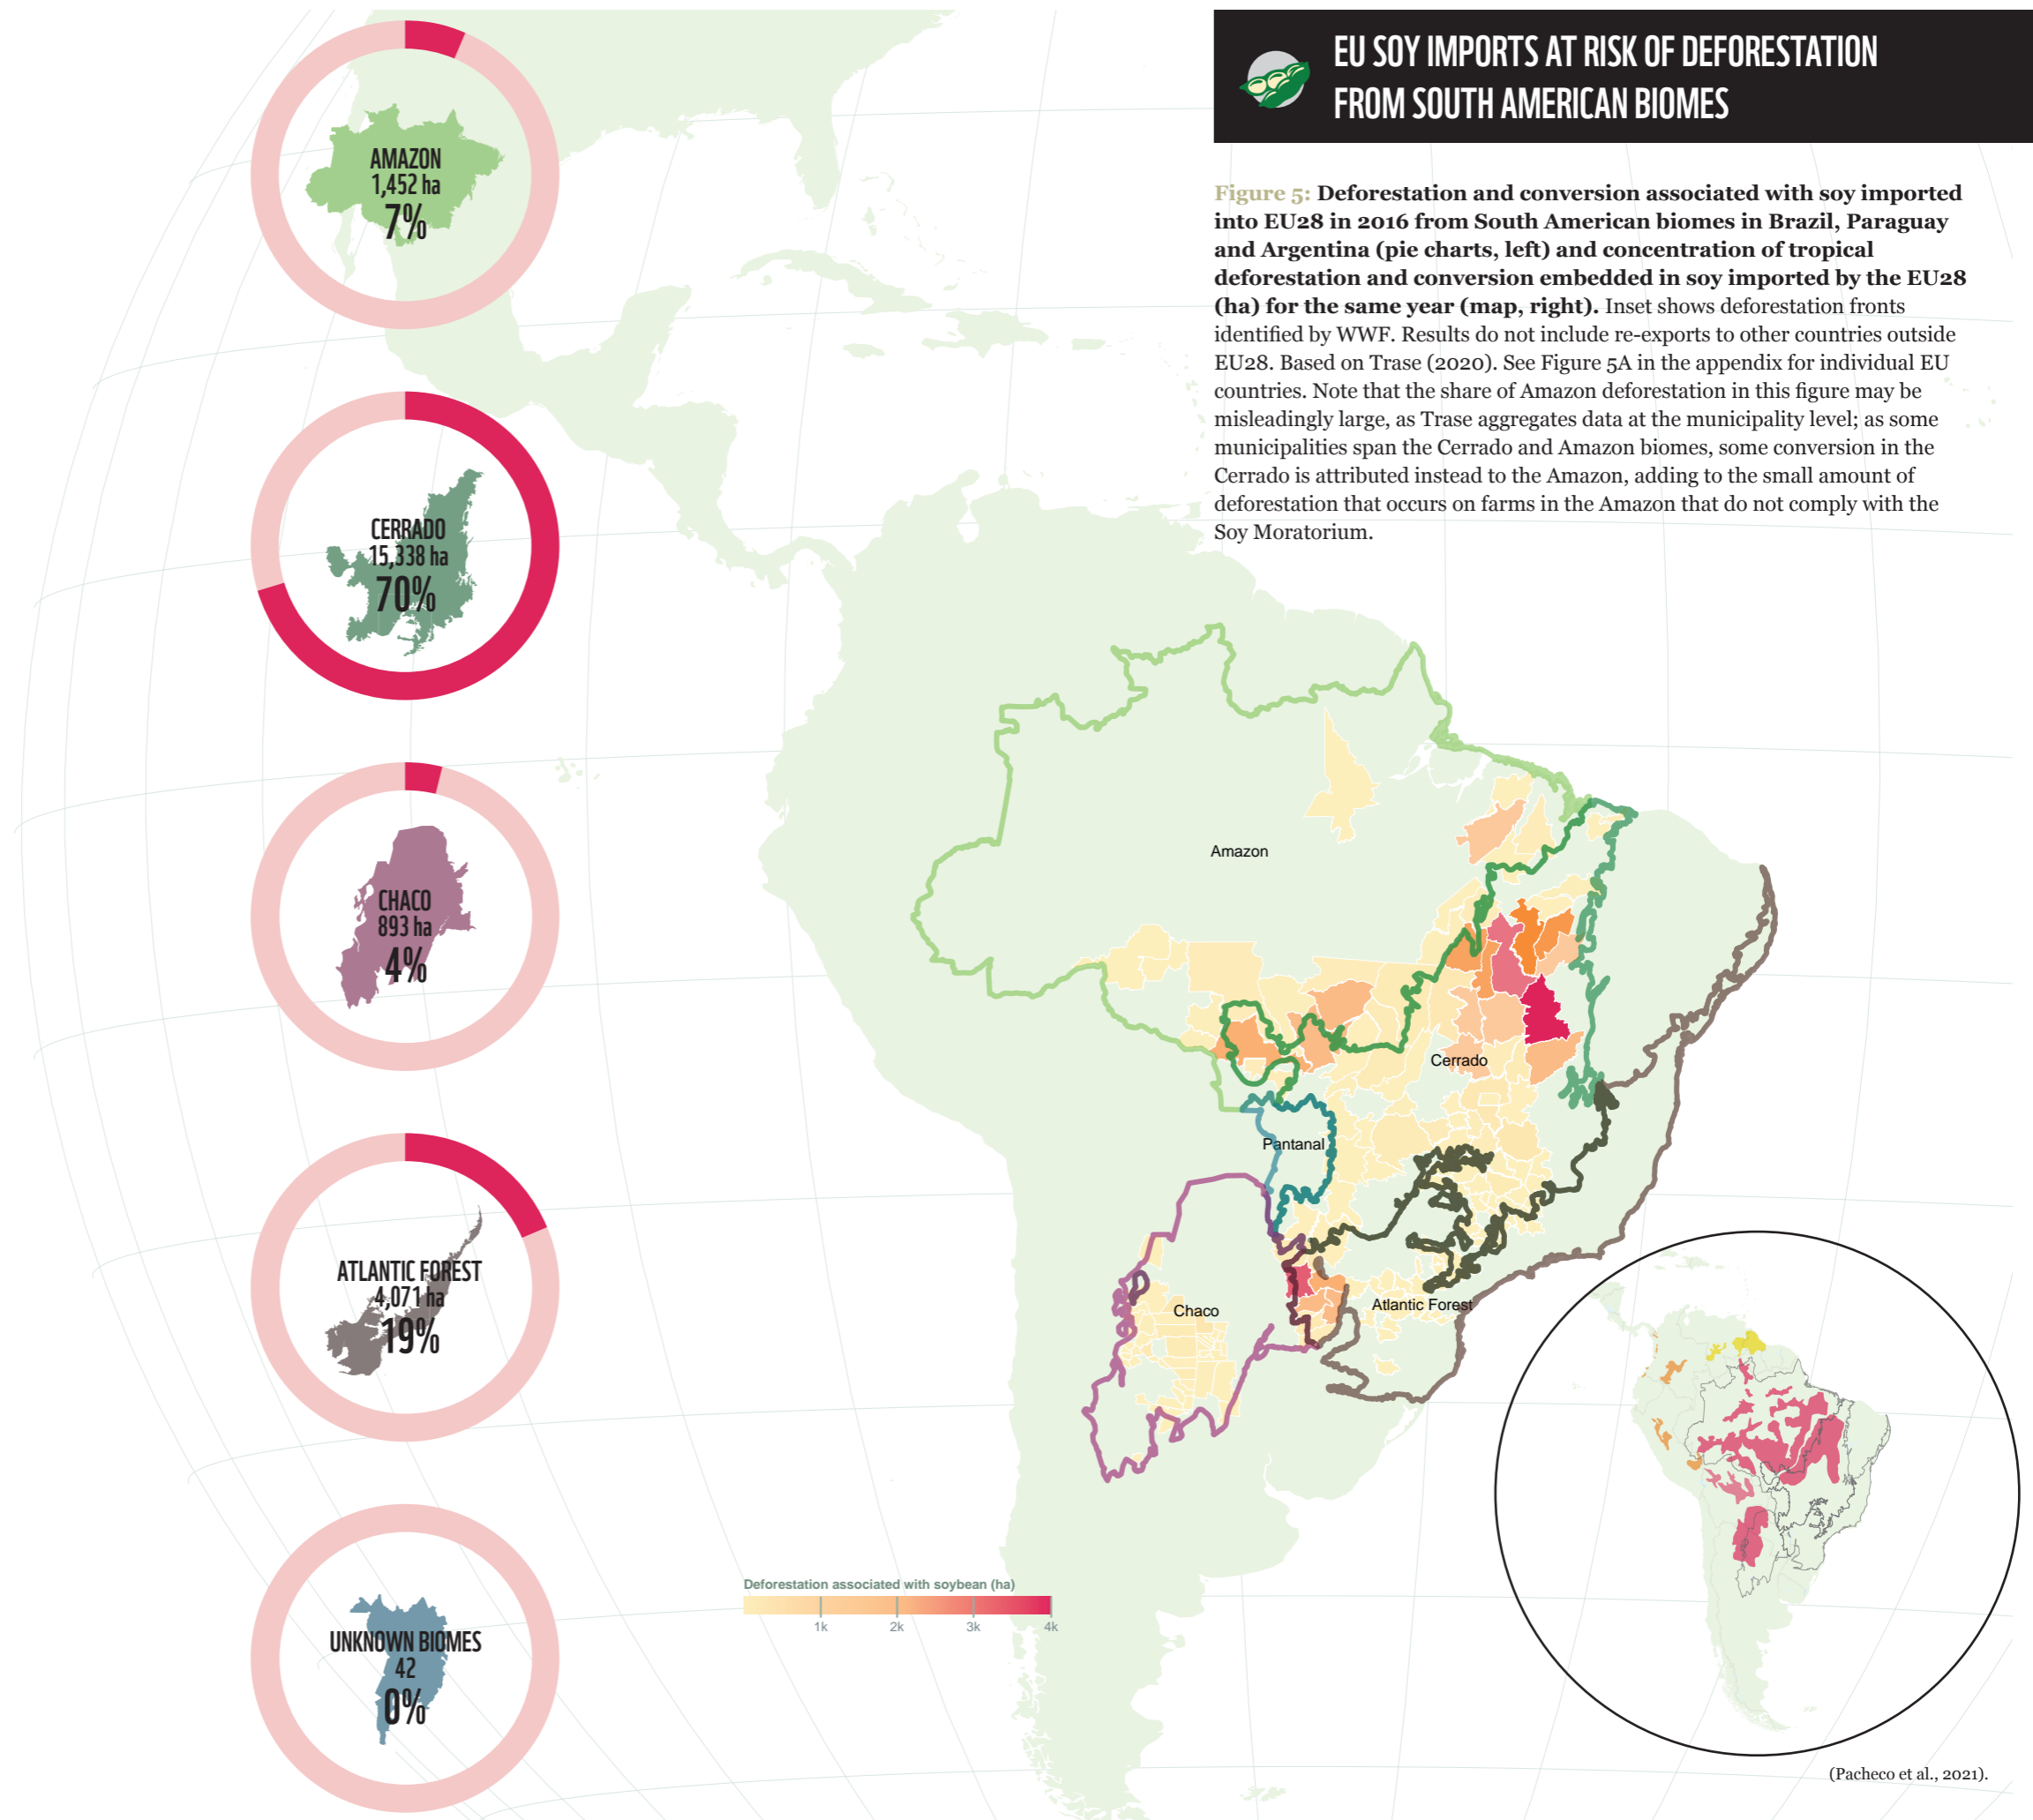 EU SOY IMPORTS AT RISK OF DEFORESTATION
FROM SOUTH AMERICAN BIOMES
Figure 5: Deforestation and conversion associated with soy imported
into EU28 in 2016 from South American biomes in Brazil, Paraguay
and Argentina (pie charts, left) and concentration of tropical
deforestation and conversion embedded in soy imported by the EU28
(ha) for the same year (map, right). Inset shows deforestation fronts
identified by WWF. Results do not include re-exports to other countries outside
EU28. Based on Trase (2020). See Figure 5A in the appendix for individual EU
countries. Note that the share of Amazon deforestation in this figure may be
misleadingly large, as Trase aggregates data at the municipality level; as some
municipalities span the Cerrado and Amazon biomes, some conversion in the
Cerrado is attributed instead to the Amazon, adding to the small amount of
deforestation that occurs on farms in the Amazon that do not comply with the
Soy Moratorium.
AMAZON
1,452 ha
7%
CERRADO
15,338 ha
70%
CHACO
893 ha
4%
ATLANTIC FOREST
4,071 ha
19%
UNKNOWN BIOMES
42
0%
Amazon
Cerrado
Pantanal
Chaco
Atlantic Forest
Deforestation associated with soybean (ha)
1k 2k 3k 4k
(Pacheco et al., 2021).